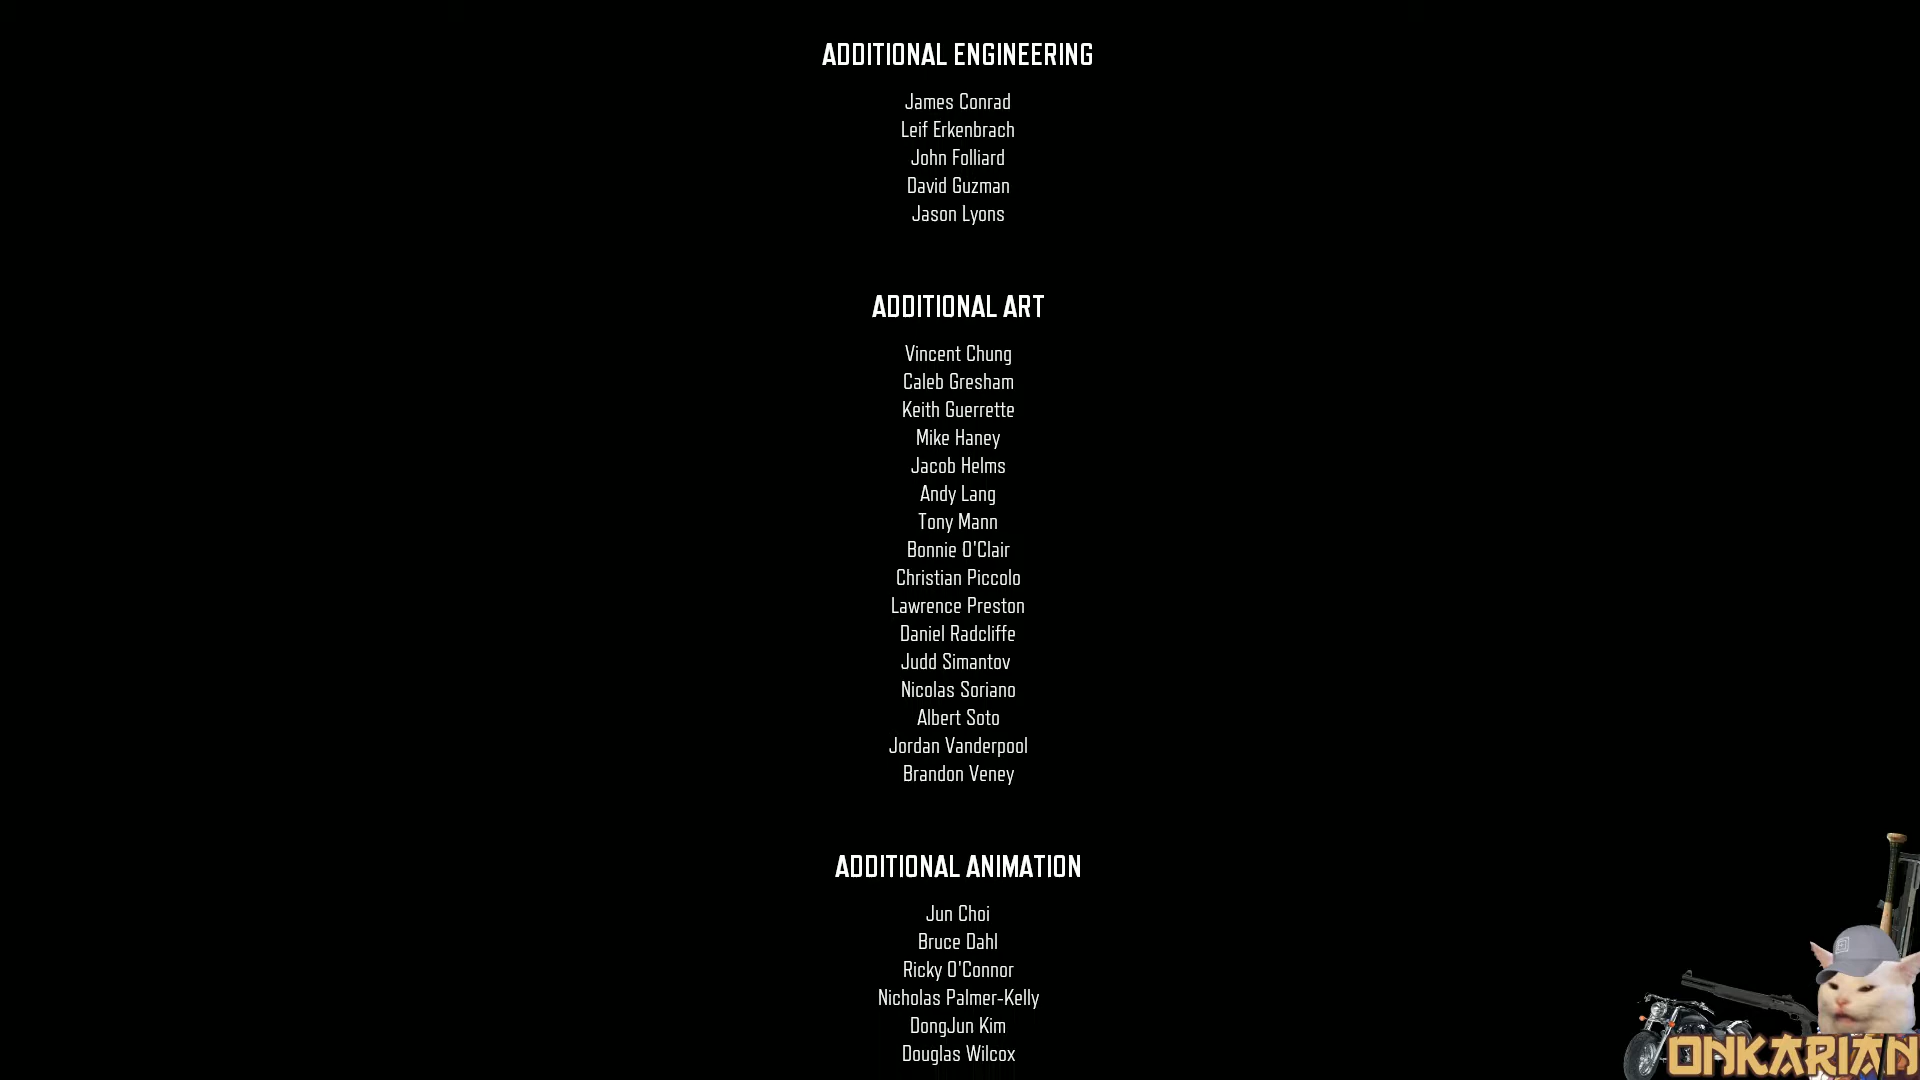 ADDITIONAL ENGINEERING
James Conrad
Leif Erkenbrach
John Folliard
David Guzman
Jason Lyons
ADDITIONAL ART
Vincent Chung
Caleb Gresham
Keith Guerrette
Mike Haney
Jacob Helms
Andy Lang
Tony Mann
Bonnie O'Clair
Christian Piccolo
Lawrence Preston
Daniel Radcliffe
Judd Simantov
Nicolas Soriano
Albert Soto
Jordan Vanderpool
Brandon Veney
ADDITIONAL ANIMATION
Jun Choi
Bruce Dahl
Ricky O'Connor
Nicholas Palmer-Kelly
DongJun Kim
Douglas Wilcox
ONKARIAN